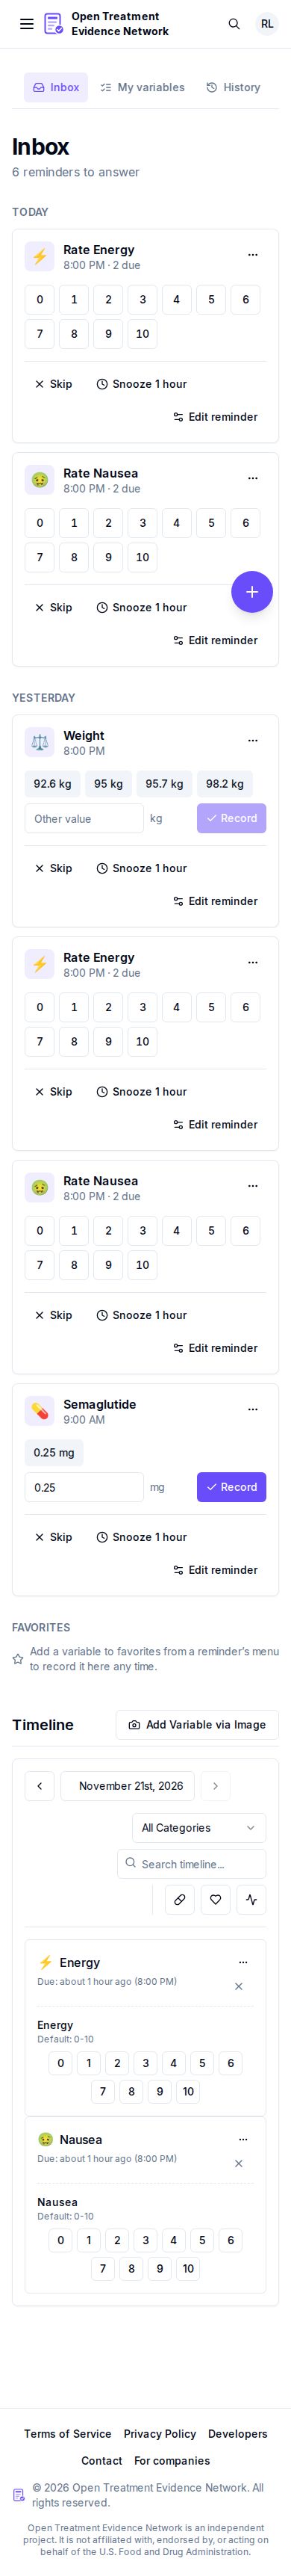 Open Treatment
Evidence Network
RL
Inbox
My variables
History
Inbox
6 reminders to answer
TODAY
Rate Energy
8:00 PM · 2 due
0 1 2 3 4 5 6
7 8 9 10
Skip
Snooze 1 hour
Edit reminder
Rate Nausea
8:00 PM · 2 due
0 1 2 3 4 5 6
7 8 9 10
Skip
Snooze 1 hour
Edit reminder
YESTERDAY
Weight
8:00 PM
92.6 kg 95 kg 95.7 kg 98.2 kg
Other value kg Record
Skip
Snooze 1 hour
Edit reminder
Rate Energy
8:00 PM · 2 due
0 1 2 3 4 5 6
7 8 9 10
Skip
Snooze 1 hour
Edit reminder
Rate Nausea
8:00 PM · 2 due
0 1 2 3 4 5 6
7 8 9 10
Skip
Snooze 1 hour
Edit reminder
Semaglutide
9:00 AM
0.25 mg
0.25 mg Record
Skip
Snooze 1 hour
Edit reminder
FAVORITES
Add a variable to favorites from a reminder's menu
to record it here any time.
Timeline
Add Variable via Image
November 21st, 2026
All Categories
Search timeline...
Energy
Due: about 1 hour ago (8:00 PM)
Energy
Default: 0-10
0 1 2 3 4 5 6
7 8 9 10
Nausea
Due: about 1 hour ago (8:00 PM)
Nausea
Default: 0-10
0 1 2 3 4 5 6
7 8 9 10
Terms of Service Privacy Policy Developers
Contact For companies
© 2026 Open Treatment Evidence Network. All
rights reserved.
Open Treatment Evidence Network is an independent
project. It is not affiliated with, endorsed by, or acting on
behalf of the U.S. Food and Drug Administration.